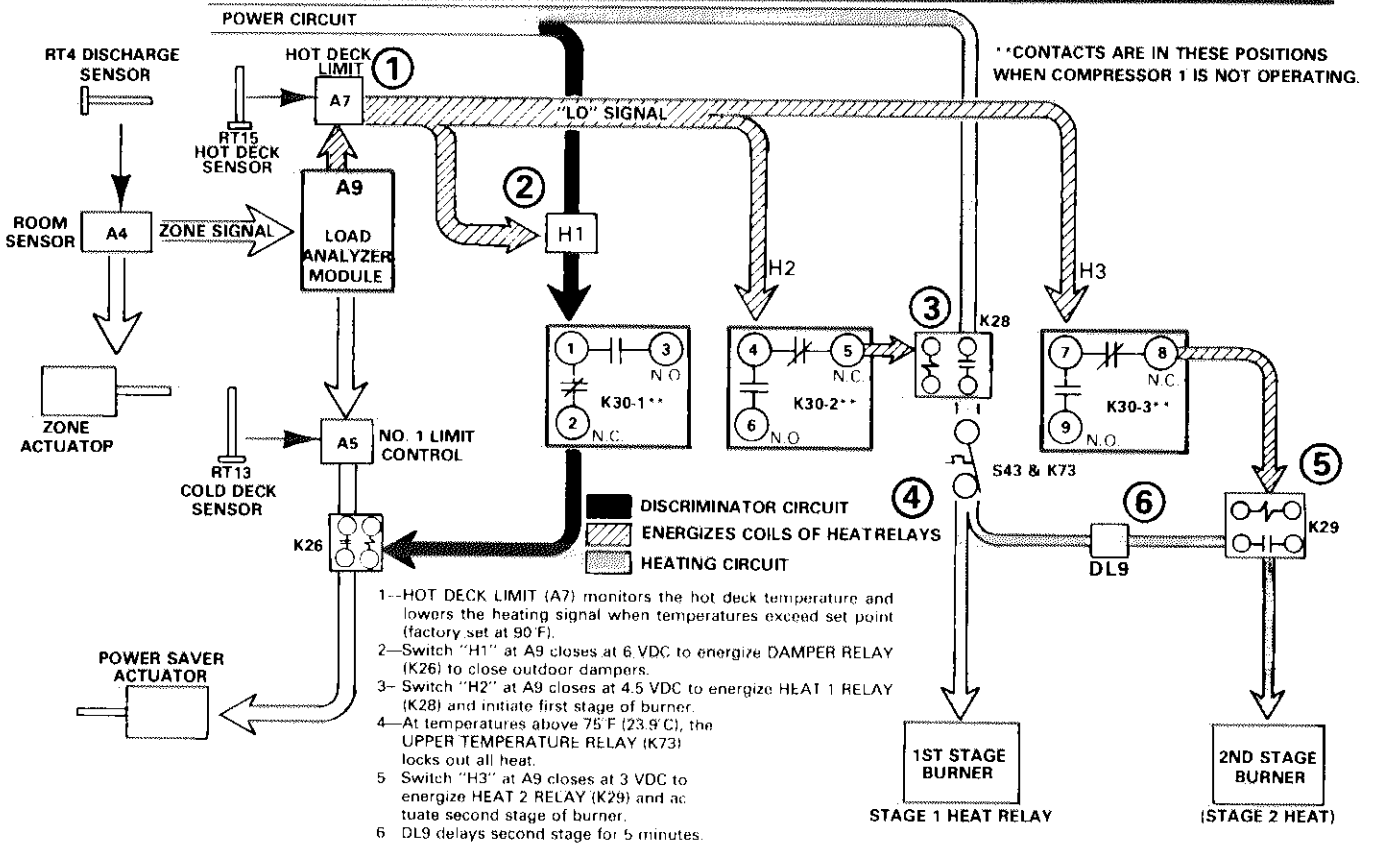 POWER CIRCUIT
**CONTACTS ARE IN THESE POSITIONS
WHEN COMPRESSOR 1 IS NOT OPERATING.
RT4 DISCHARGE
SENSOR
HOT DECK
LIMIT
1
A7
"LO" SIGNAL
RT15
HOT DECK
SENSOR
A9
LOAD
ANALYZER
MODULE
ROOM
SENSOR
A4
ZONE SIGNAL
2
H1
H2
H3
3
K28
1
3
N.O
K30-1**
2
N.C.
4
5
N.C.
K30-2**
6
N.O
7
8
N.C.
K30-3**
9
N.O.
ZONE
ACTUATOP
RT13
COLD DECK
SENSOR
A5
NO. 1 LIMIT
CONTROL
S43 & K73
4
5
6
K29
DL9
K26
DISCRIMINATOR CIRCUIT
ENERGIZES COILS OF HEAT RELAYS
HEATING CIRCUIT
1--HOT DECK LIMIT (A7) monitors the hot deck temperature and
lowers the heating signal when temperatures exceed set point
(factory set at 90°F).
2—Switch "H1" at A9 closes at 6 VDC to energize DAMPER RELAY
(K26) to close outdoor dampers.
3- Switch "H2" at A9 closes at 4.5 VDC to energize HEAT 1 RELAY
(K28) and initiate first stage of burner.
4—At temperatures above 75°F (23.9°C), the
UPPER TEMPERATURE RELAY (K73)
locks out all heat.
5 Switch "H3" at A9 closes at 3 VDC to
energize HEAT 2 RELAY (K29) and ac
tuate second stage of burner.
6 DL9 delays second stage for 5 minutes.
POWER SAVER
ACTUATOR
1ST STAGE
BURNER
STAGE 1 HEAT RELAY
2ND STAGE
BURNER
(STAGE 2 HEAT)